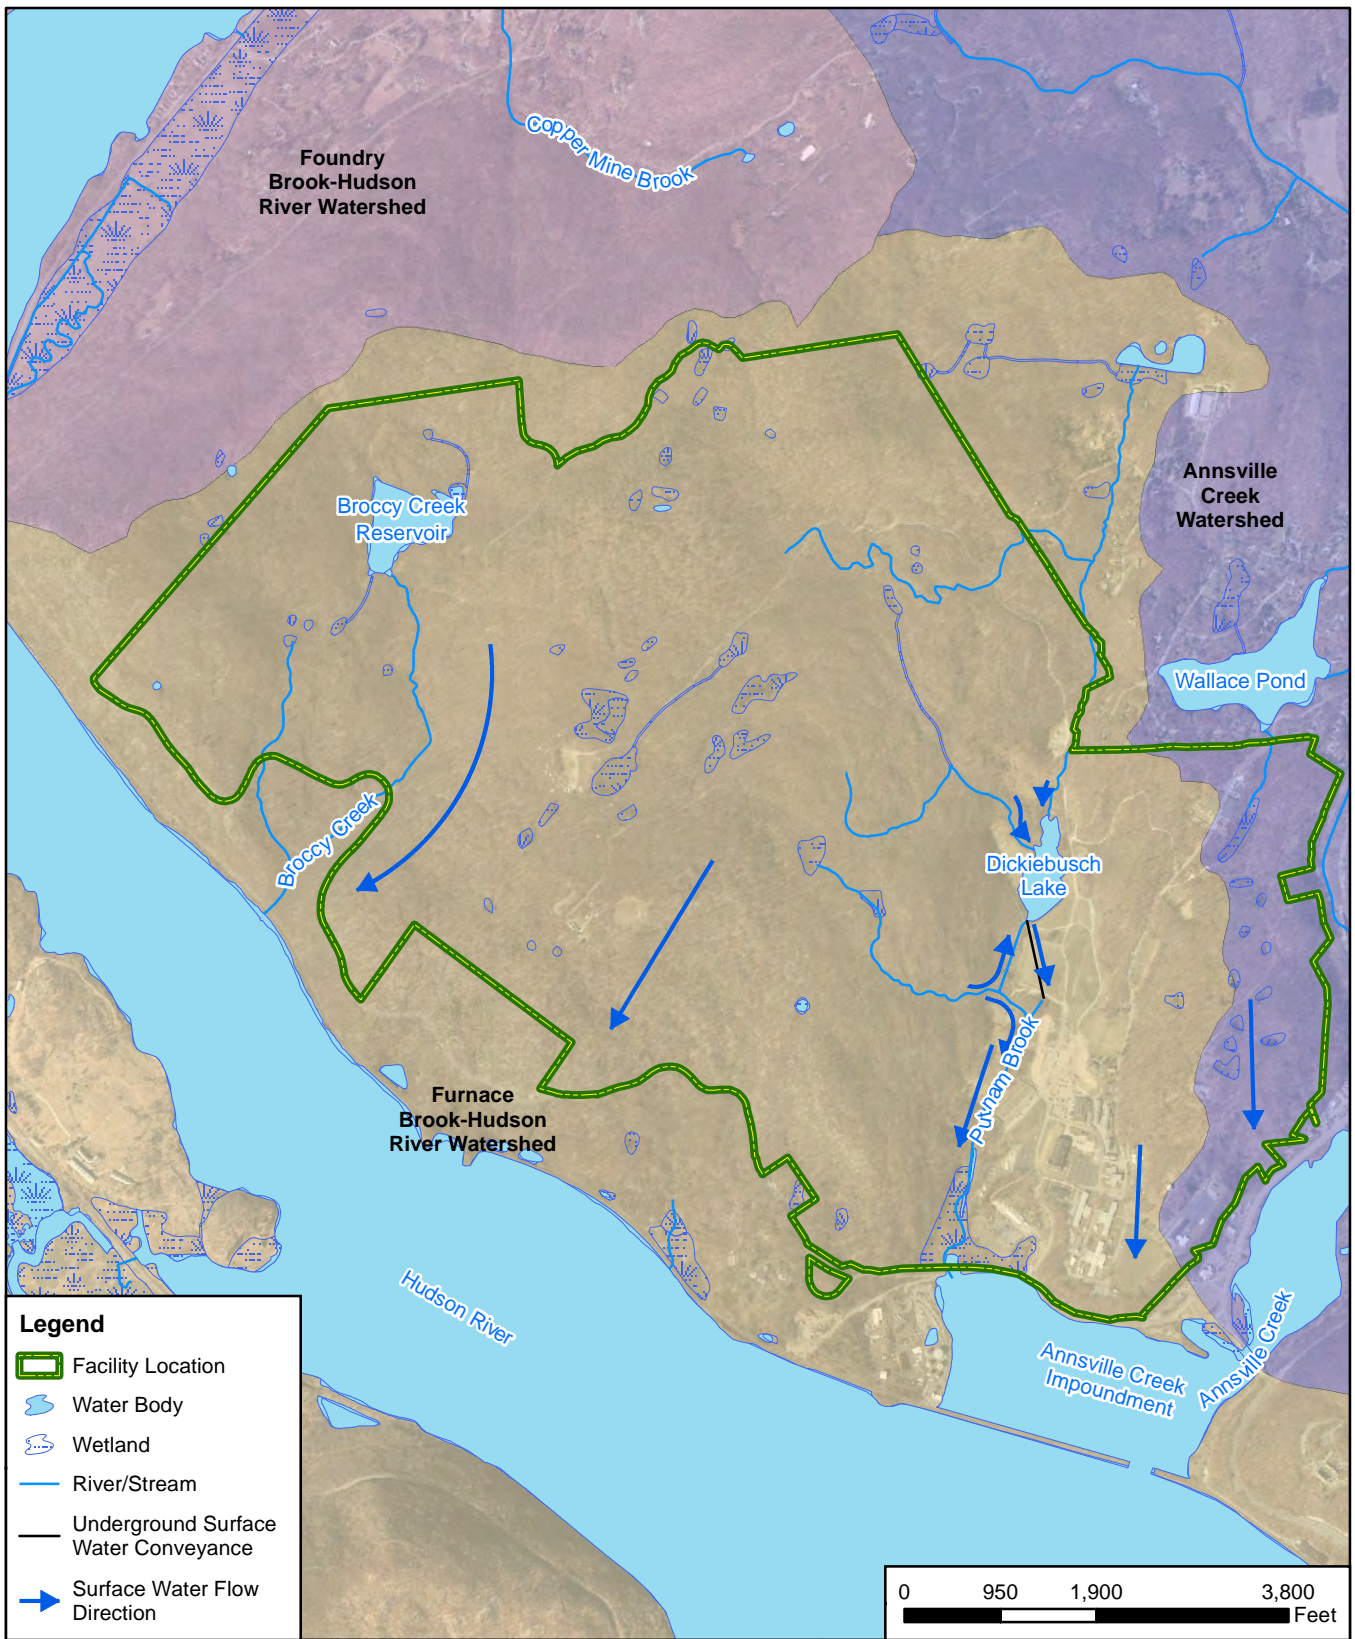 Copper Mine Brook
Foundry
Brook-Hudson
River Watershed
Annsville
Creek
Watershed
Broccy Creek
Reservoir
Wallace Pond
Broccy Creek
Dickiebusch
Lake
Putnam Brook
Furnace
Brook-Hudson
River Watershed
Hudson River
Annsville Creek
Impoundment
Annsville Creek
Legend
Facility Location
Water Body
Wetland
River/Stream
Underground Surface
Water Conveyance
Surface Water Flow
Direction
0 950 1,900 3,800
Feet